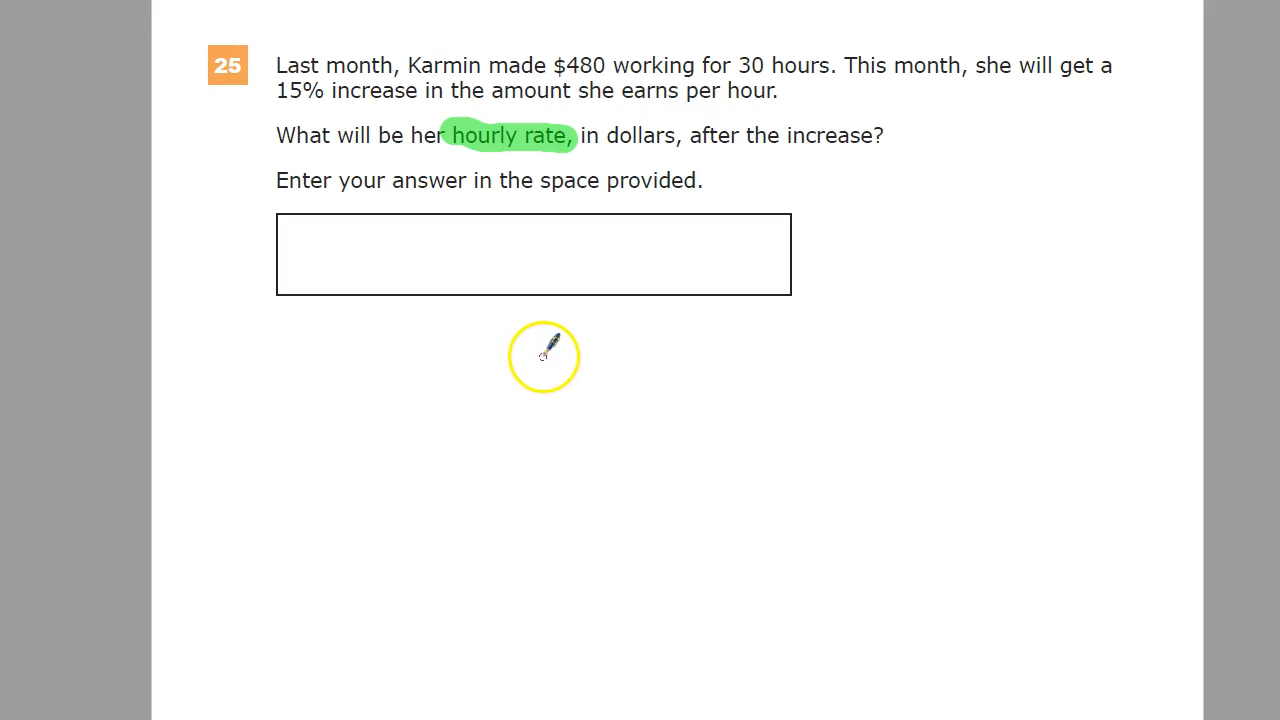 25
Last month, Karmin made $480 working for 30 hours. This month, she will get a
15% increase in the amount she earns per hour.
What will be her hourly rate, in dollars, after the increase?
Enter your answer in the space provided.